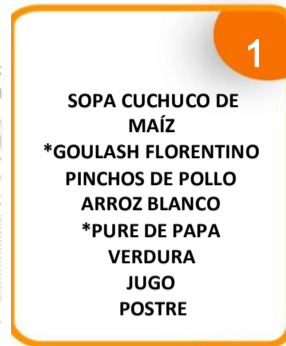 1
SOPA CUCHUCO DE
MAÍZ
*GOULASH FLORENTINO
PINCHOS DE POLLO
ARROZ BLANCO
*PURE DE PAPA
VERDURA
JUGO
POSTRE